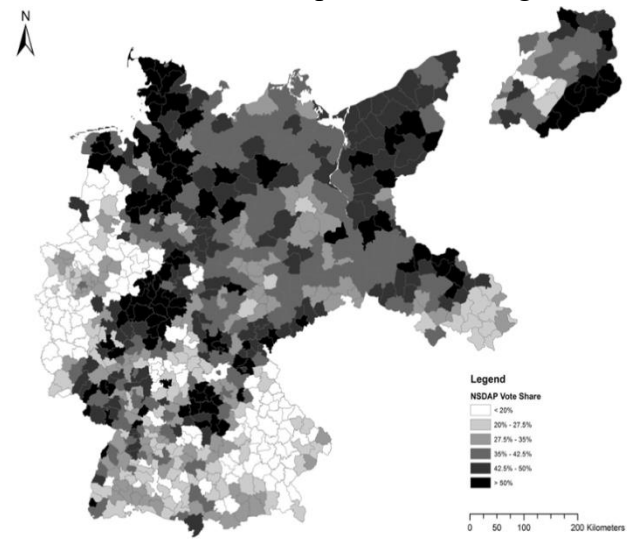 N
Legend
NSDAP Vote Share
< 20%
20% - 27.5%
27.5% - 35%
35% - 42.5%
42.5% - 50%
> 50%
0 50 100 200 Kilometers